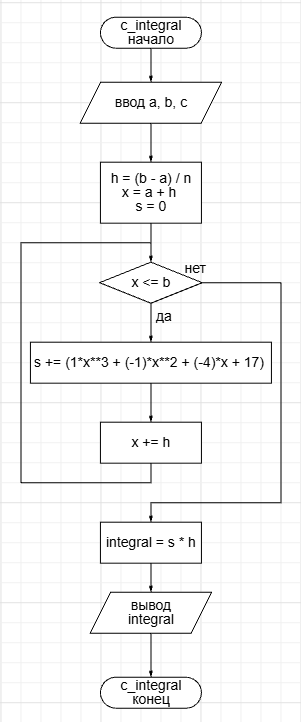 c_integral
начало
ввод a, b, c
h = (b - a) / n
x = a + h
s = 0
нет
x <= b
да
s += (1*x**3 + (-1)*x**2 + (-4)*x + 17)
x += h
integral = s * h
вывод
integral
c_integral
конец